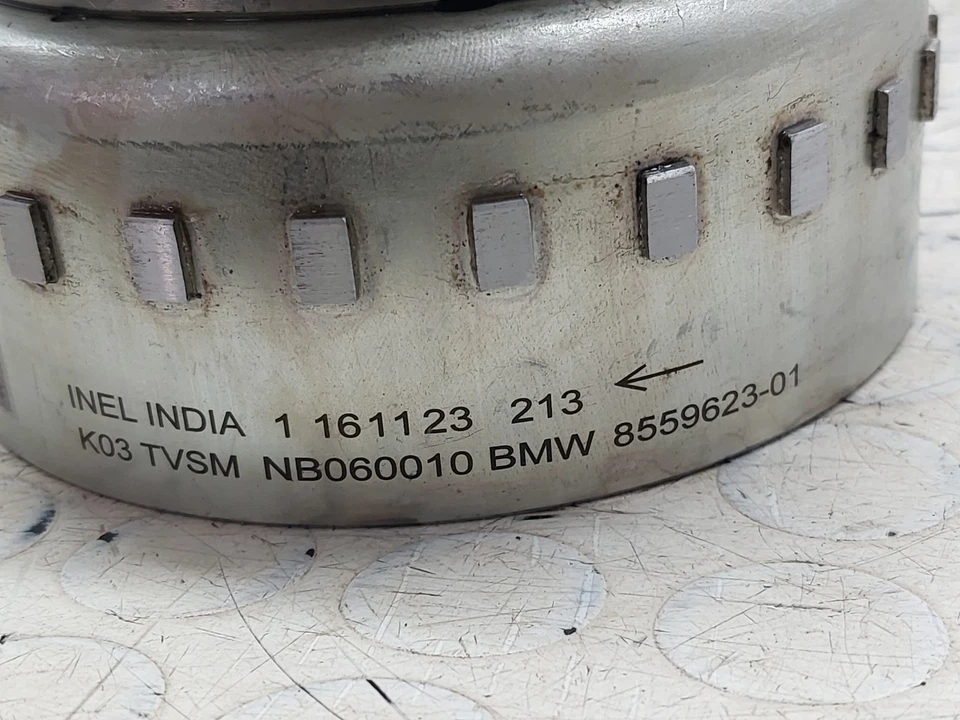 INEL INDIA 1 161123 213 ←
K03 TVSM NB060010 BMW 8559623-01